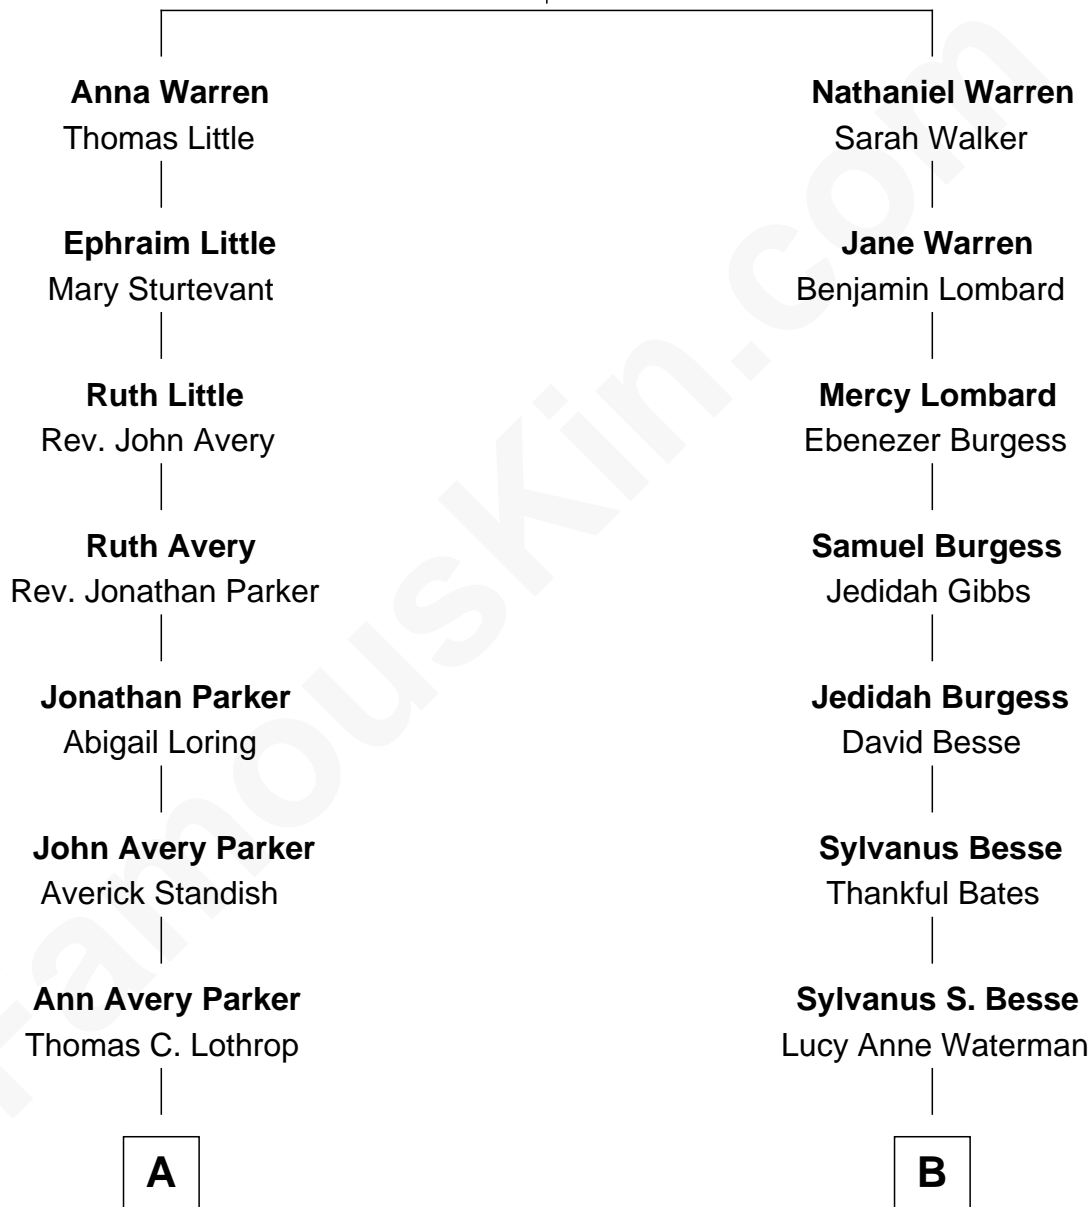 Anna Warren
Thomas Little
Ephraim Little
Mary Sturtevant
Ruth Little
Rev. John Avery
Ruth Avery
Rev. Jonathan Parker
Jonathan Parker
Abigail Loring
John Avery Parker
Averick Standish
Ann Avery Parker
Thomas C. Lothrop
A
Nathaniel Warren
Sarah Walker
Jane Warren
Benjamin Lombard
Mercy Lombard
Ebenezer Burgess
Samuel Burgess
Jedidah Gibbs
Jedidah Burgess
David Besse
Sylvanus Besse
Thankful Bates
Sylvanus S. Besse
Lucy Anne Waterman
B
FamousKin.com